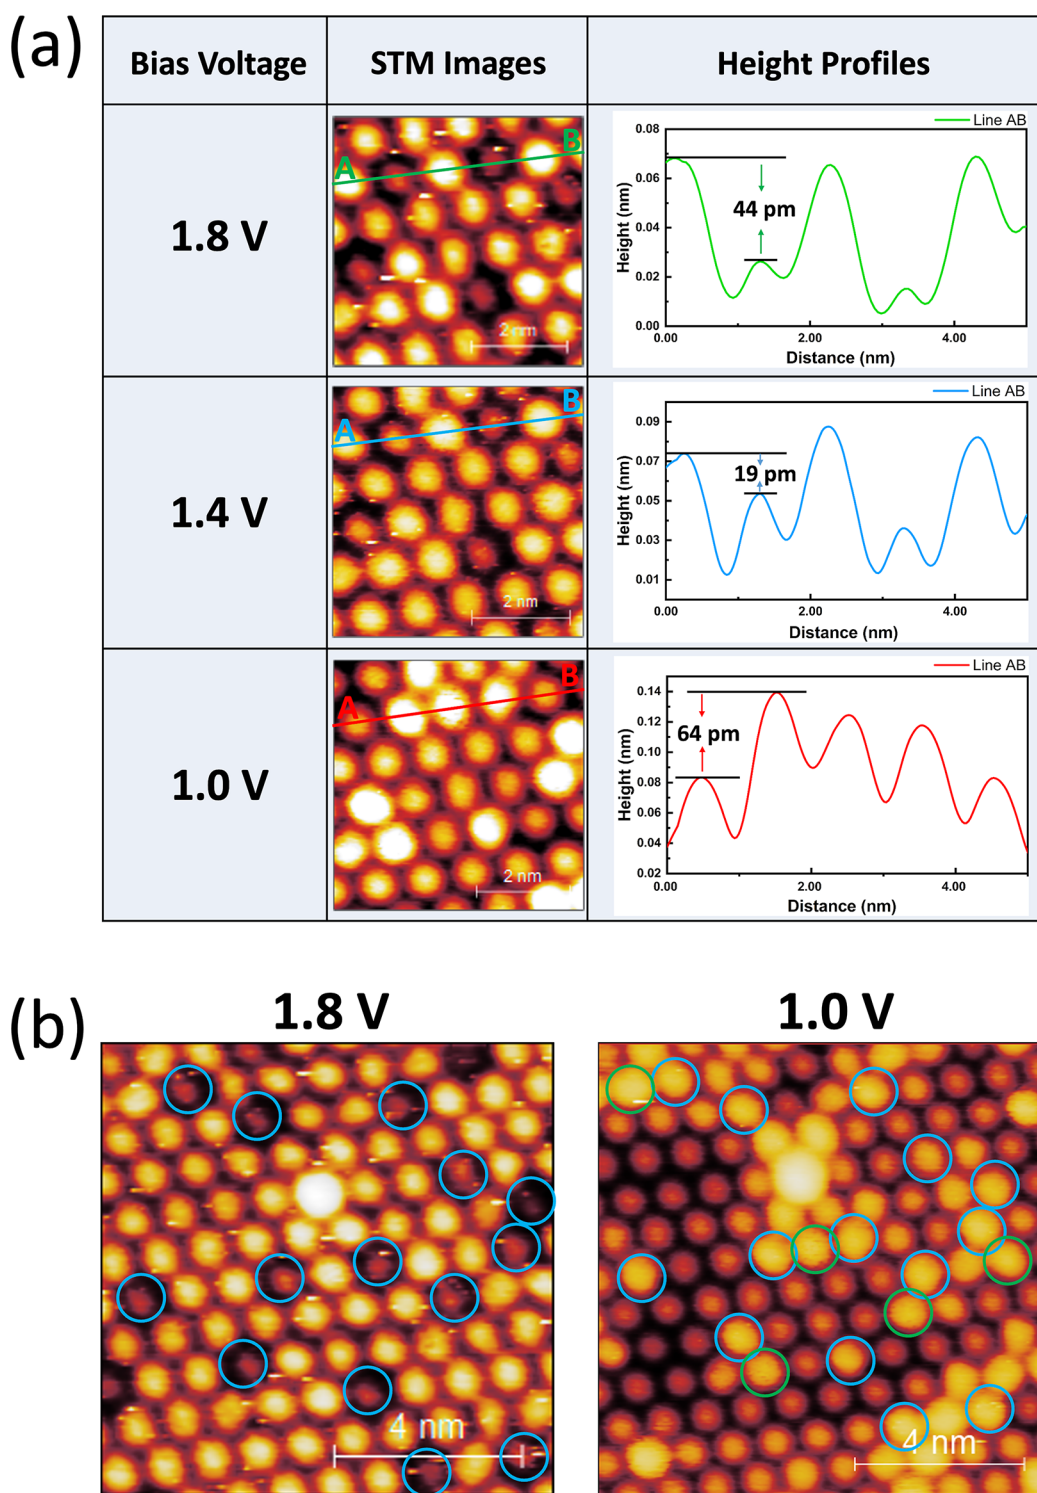 (a)
Bias Voltage
STM Images
Height Profiles
1.8 V
A
B
2 nm
Line AB
0.08
0.06
0.04
0.02
0.00
Height (nm)
44 pm
0.00
2.00
4.00
Distance (nm)
1.4 V
A
B
2 nm
Line AB
0.09
0.07
0.05
0.03
0.01
Height (nm)
19 pm
0.00
2.00
4.00
Distance (nm)
1.0 V
A
B
2 nm
Line AB
0.14
0.12
0.10
0.08
0.06
0.04
0.02
Height (nm)
64 pm
0.00
2.00
4.00
Distance (nm)
(b)
1.8 V
1.0 V
4 nm
4 nm